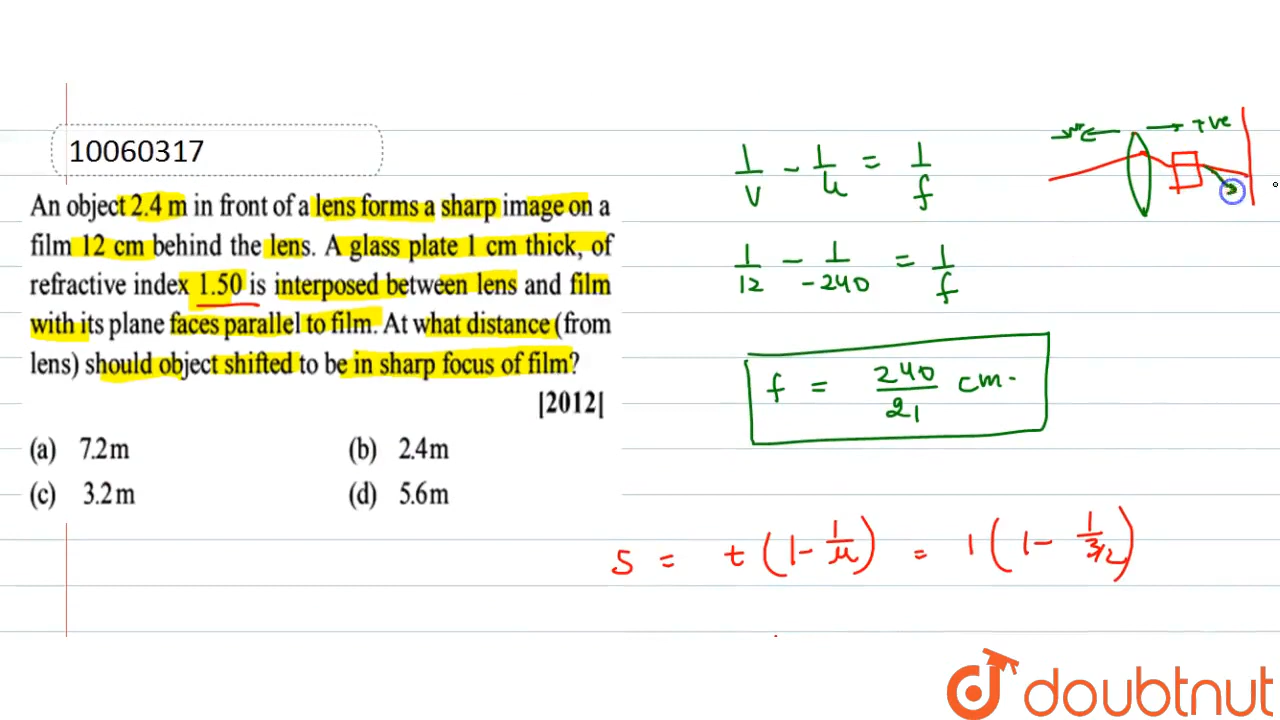 10060317
An object 2.4 m in front of a lens forms a sharp image on a
film 12 cm behind the lens. A glass plate 1 cm thick, of
refractive index 1.50 is interposed between lens and film
with its plane faces parallel to film. At what distance (from
lens) should object shifted to be in sharp focus of film?
[2012]
(a) 7.2m (b) 2.4m
(c) 3.2m (d) 5.6m
1/v - 1/u = 1/f
1/12 - 1/-240 = 1/f
f = 240/21 cm.
S = t(1 - 1/μ) = 1(1 - 1/3/2)
+ve
doubtnut